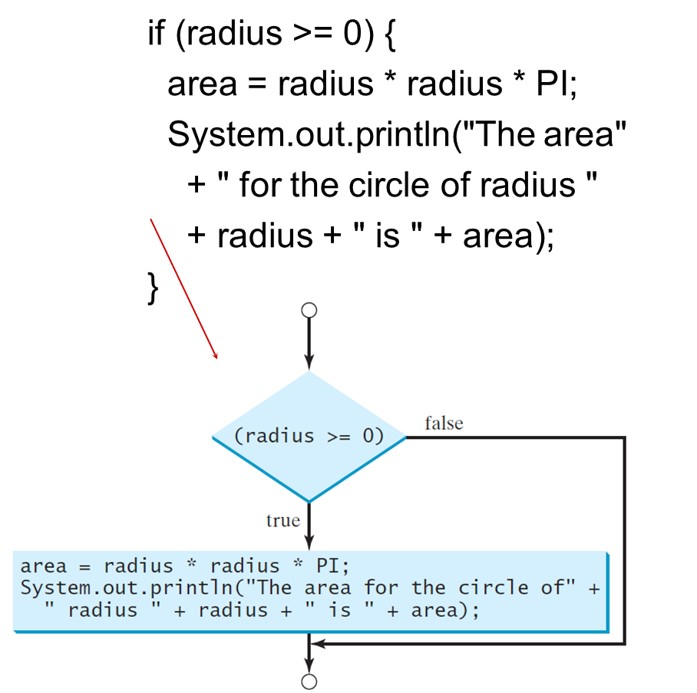 if (radius >= 0) {
area = radius * radius * PI;
System.out.println("The area"
+ " for the circle of radius "
+ radius + " is " + area);
}
(radius >= 0)
false
true
area = radius * radius * PI;
System.out.println("The area for the circle of" +
" radius " + radius + " is " + area);